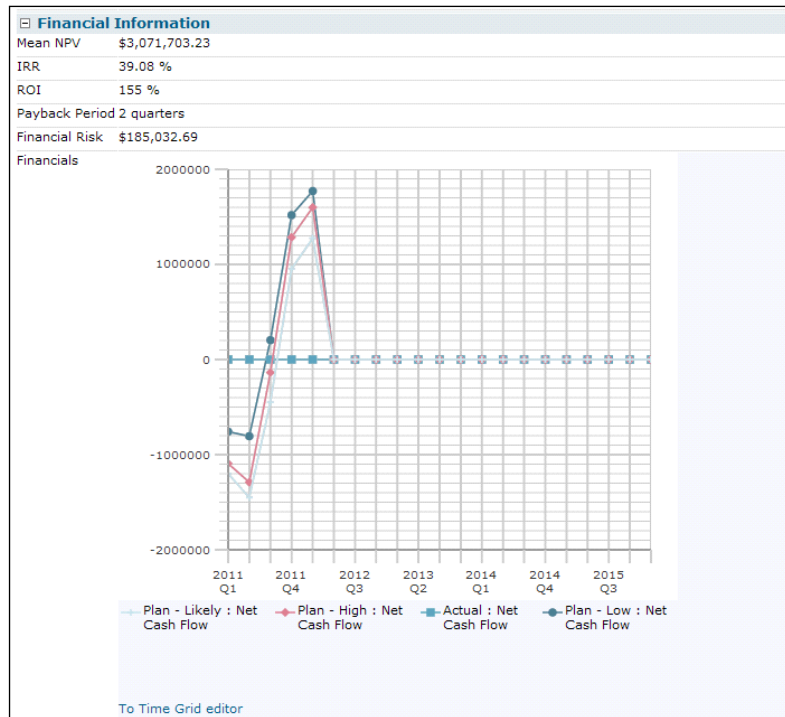 Financial Information
Mean NPV $3,071,703.23
IRR 39.08 %
ROI 155 %
Payback Period 2 quarters
Financial Risk $185,032.69
Financials
2000000
1000000
0
-1000000
-2000000
2011 2011 2012 2013 2014 2014 2015
Q1 Q4 Q3 Q2 Q1 Q4 Q3
Plan - Likely : Net Plan - High : Net Actual : Net Plan - Low : Net
Cash Flow Cash Flow Cash Flow Cash Flow
To Time Grid editor